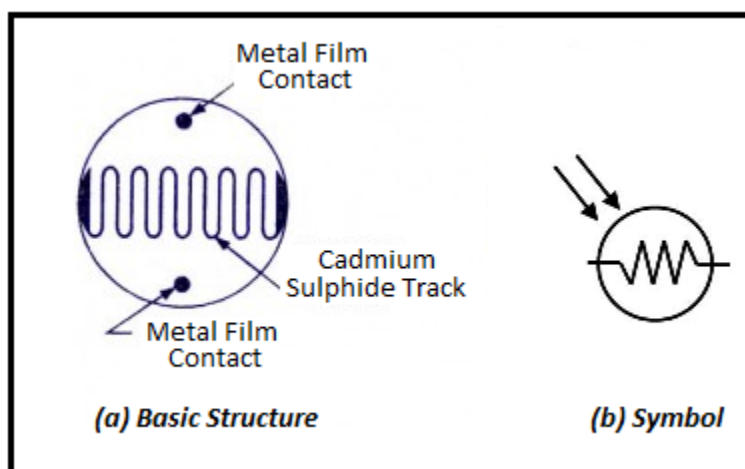 Metal Film
Contact
Cadmium
Sulphide Track
Metal Film
Contact
(a) Basic Structure
(b) Symbol